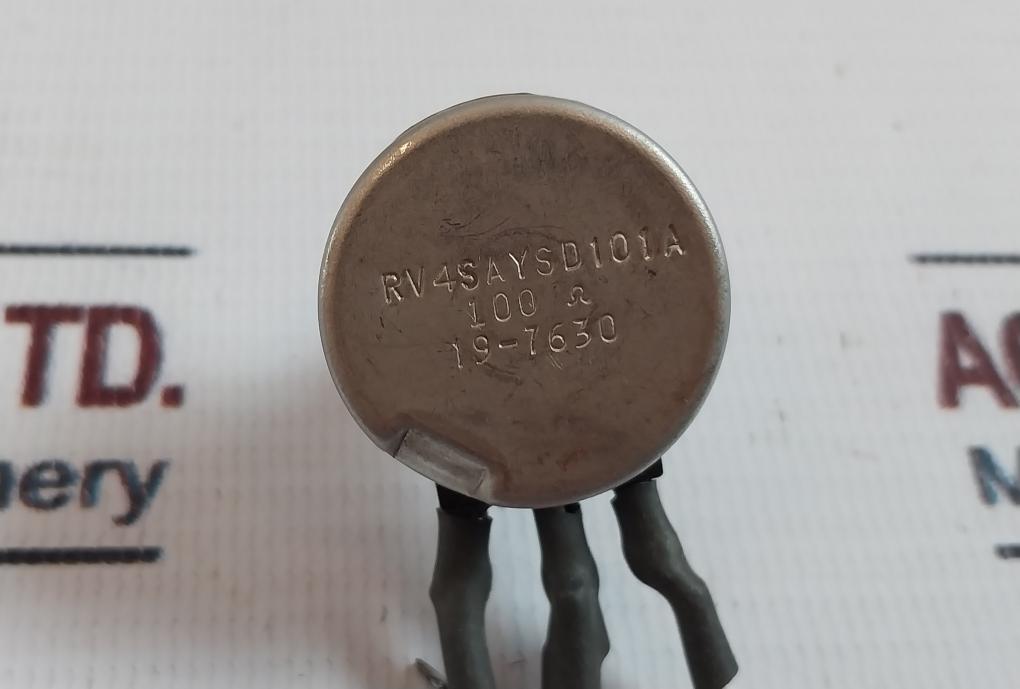 RV4SAYSD101A
100 Ω
19-7630
TD.
nery
A